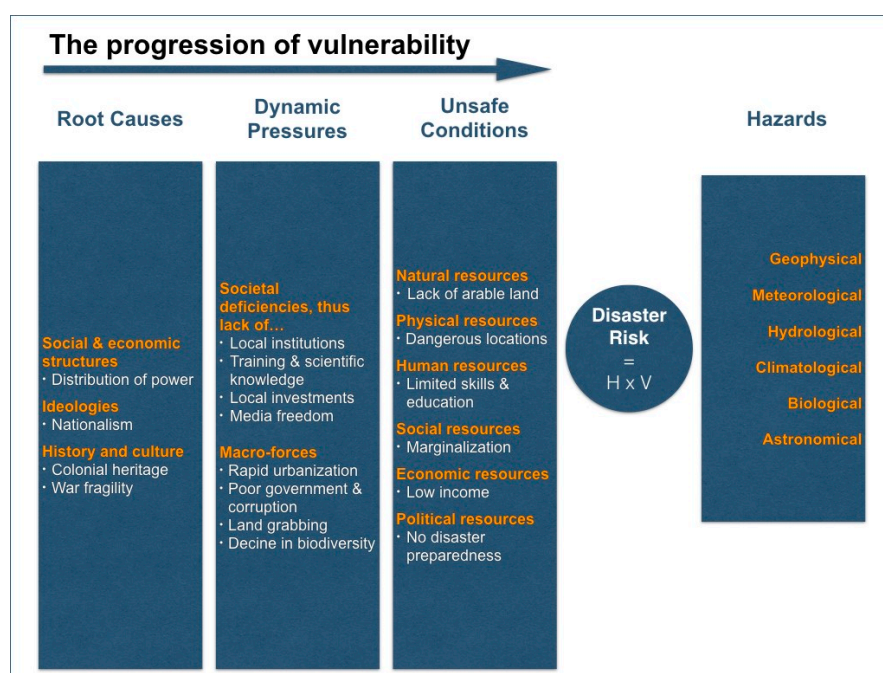 The progression of vulnerability
Root Causes
Dynamic
Pressures
Unsafe
Conditions
Hazards
Social & economic
structures
· Distribution of power
Ideologies
· Nationalism
History and culture
· Colonial heritage
· War fragility
Societal
deficiencies, thus
lack of…
· Local institutions
· Training & scientific
knowledge
· Local investments
· Media freedom
Macro-forces
· Rapid urbanization
· Poor government &
corruption
· Land grabbing
· Decine in biodiversity
Natural resources
· Lack of arable land
Physical resources
· Dangerous locations
Human resources
· Limited skills &
education
Social resources
· Marginalization
Economic resources
· Low income
Political resources
· No disaster
preparedness
Disaster
Risk
=
H x V
Geophysical
Meteorological
Hydrological
Climatological
Biological
Astronomical